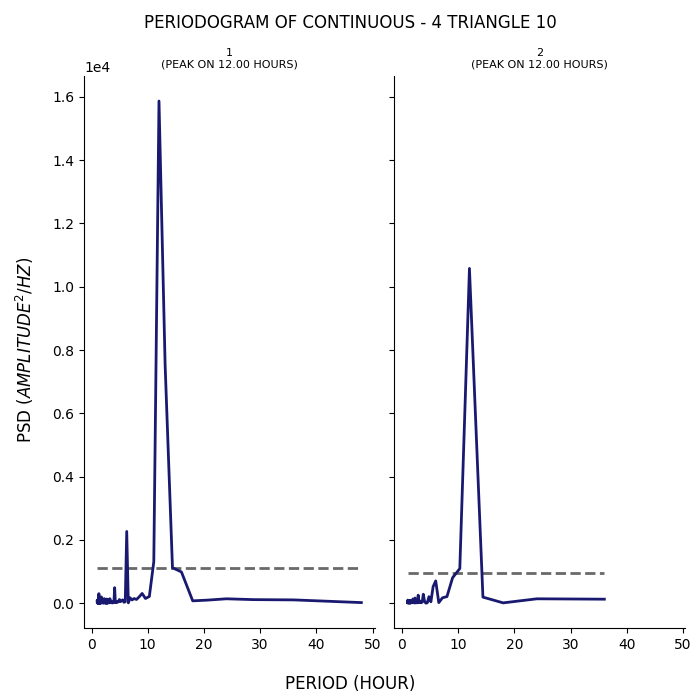 PERIODOGRAM OF CONTINUOUS - 4 TRIANGLE 10
1
(PEAK ON 12.00 HOURS)
2
(PEAK ON 12.00 HOURS)
1e4
1.6
1.4
1.2
1.0
0.8
0.6
0.4
0.2
0.0
PSD (AMPLITUDE²/HZ)
0 10 20 30 40 50
0 10 20 30 40 50
PERIOD (HOUR)